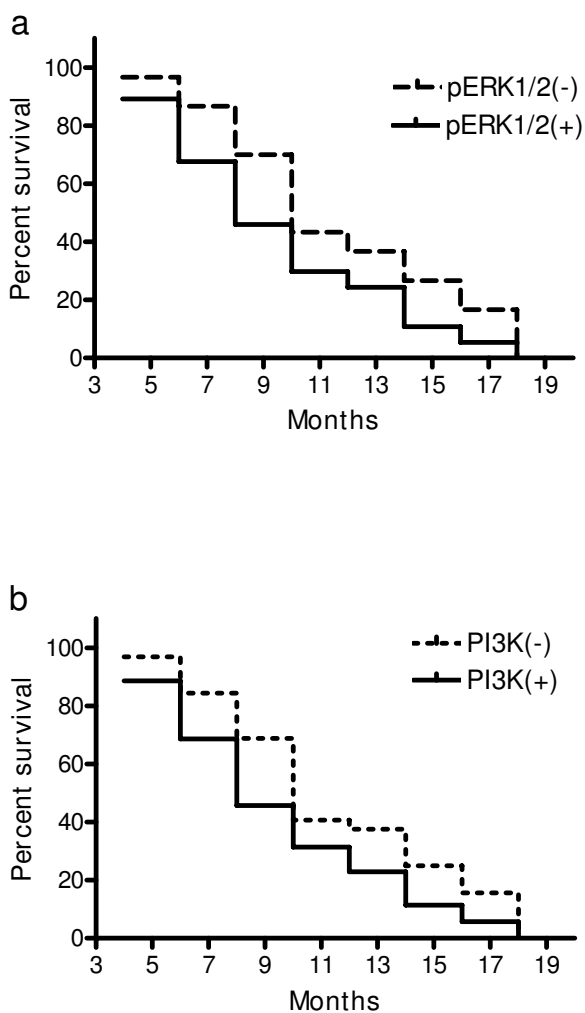 a
100
80
60
40
20
0
Percent survival
pERK1/2(-)
pERK1/2(+)
3 5 7 9 11 13 15 17 19
Months
b
100
80
60
40
20
0
Percent survival
PI3K(-)
PI3K(+)
3 5 7 9 11 13 15 17 19
Months